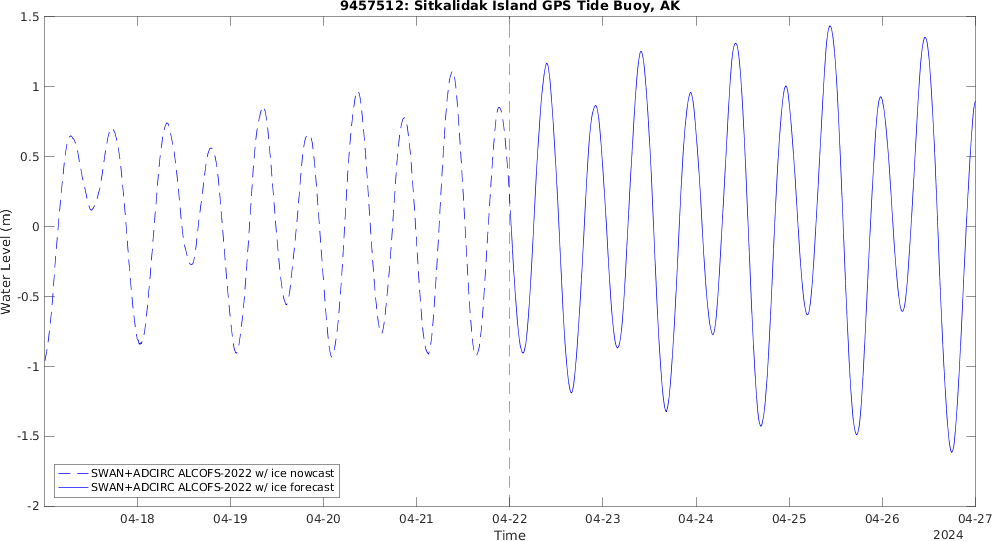 9457512: Sitkalidak Island GPS Tide Buoy, AK
1.5
1
0.5
0
-0.5
-1
-1.5
-2
Water Level (m)
SWAN+ADCIRC ALCOFS-2022 w/ ice nowcast
SWAN+ADCIRC ALCOFS-2022 w/ ice forecast
04-18 04-19 04-20 04-21 04-22 04-23 04-24 04-25 04-26 04-27
Time
2024